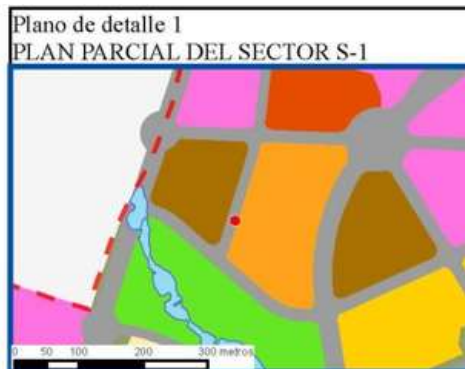 Plano de detalle 1
PLAN PARCIAL DEL SECTOR S-1
0 50 100 200 300 metros